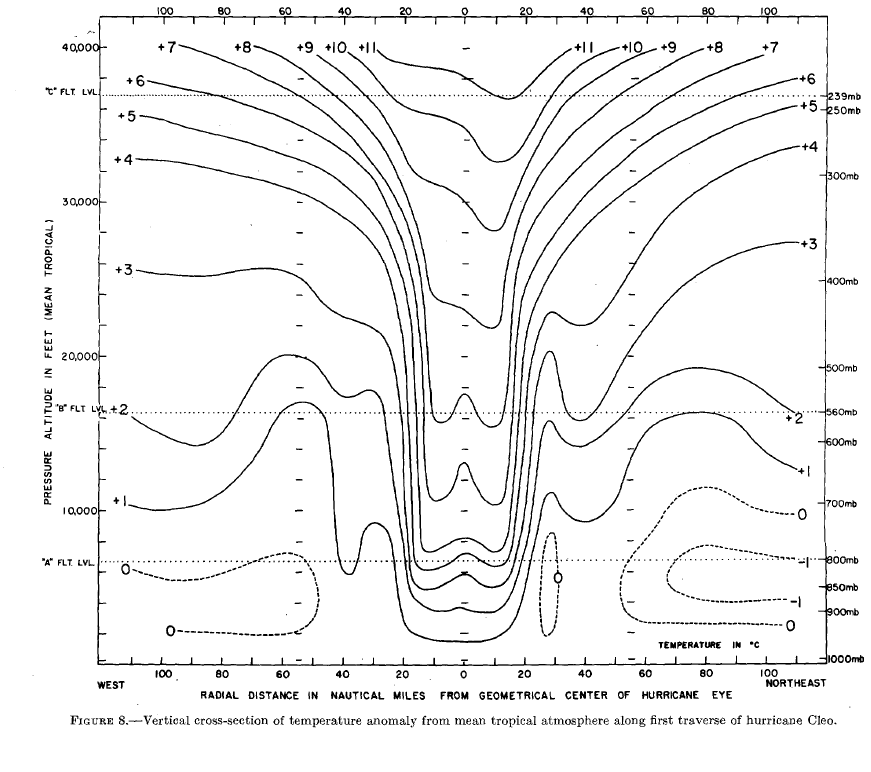 100 80 60 40 20 0 20 40 60 80 100
40,000 +7 +8 +9 +10 +11 +11 +10 +9 +8 +7
+6 +6
"C" FLT. LVL. 239mb
+5 +5 250mb
+4 +4
300mb
30,000
+3 +3
400mb
20,000
500mb
"B" FLT. LVL. +2 560mb
+2
600mb
+1 +1
700mb
10,000 0
"A" FLT. LVL. 800mb
0 0 -1
850mb
-1
900mb
0 0
TEMPERATURE IN °C
1000mb
PRESSURE ALTITUDE IN FEET (MEAN TROPICAL)
100 80 60 40 20 0 20 40 60 80 100
WEST NORTHEAST
RADIAL DISTANCE IN NAUTICAL MILES FROM GEOMETRICAL CENTER OF HURRICANE EYE
FIGURE 8.—Vertical cross-section of temperature anomaly from mean tropical atmosphere along first traverse of hurricane Cleo.